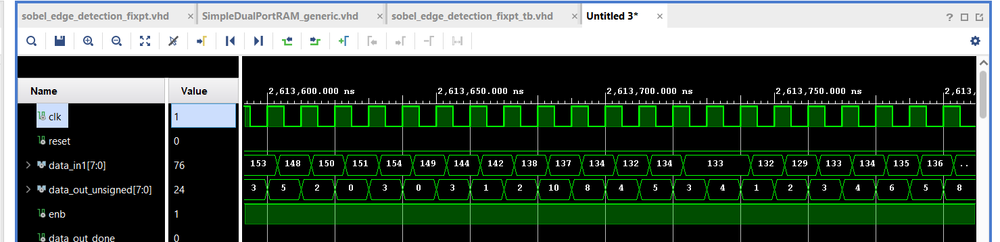 sobel_edge_detection_fixpt.vhd × SimpleDualPortRAM_generic.vhd × sobel_edge_detection_fixpt_tb.vhd × Untitled 3* ×
?
Name Value
2,613,600.000 ns 2,613,650.000 ns 2,613,700.000 ns 2,613,750.000 ns 2,613,
clk 1
reset 0
data_in1[7:0] 76 153 148 150 151 154 149 144 142 138 137 134 132 134 133 132 129 133 134 135 136 ..
data_out_unsigned[7:0] 24 3 5 2 0 3 0 3 1 2 10 8 4 5 3 4 1 2 3 4 6 5 8
enb 1
data_out_done 0